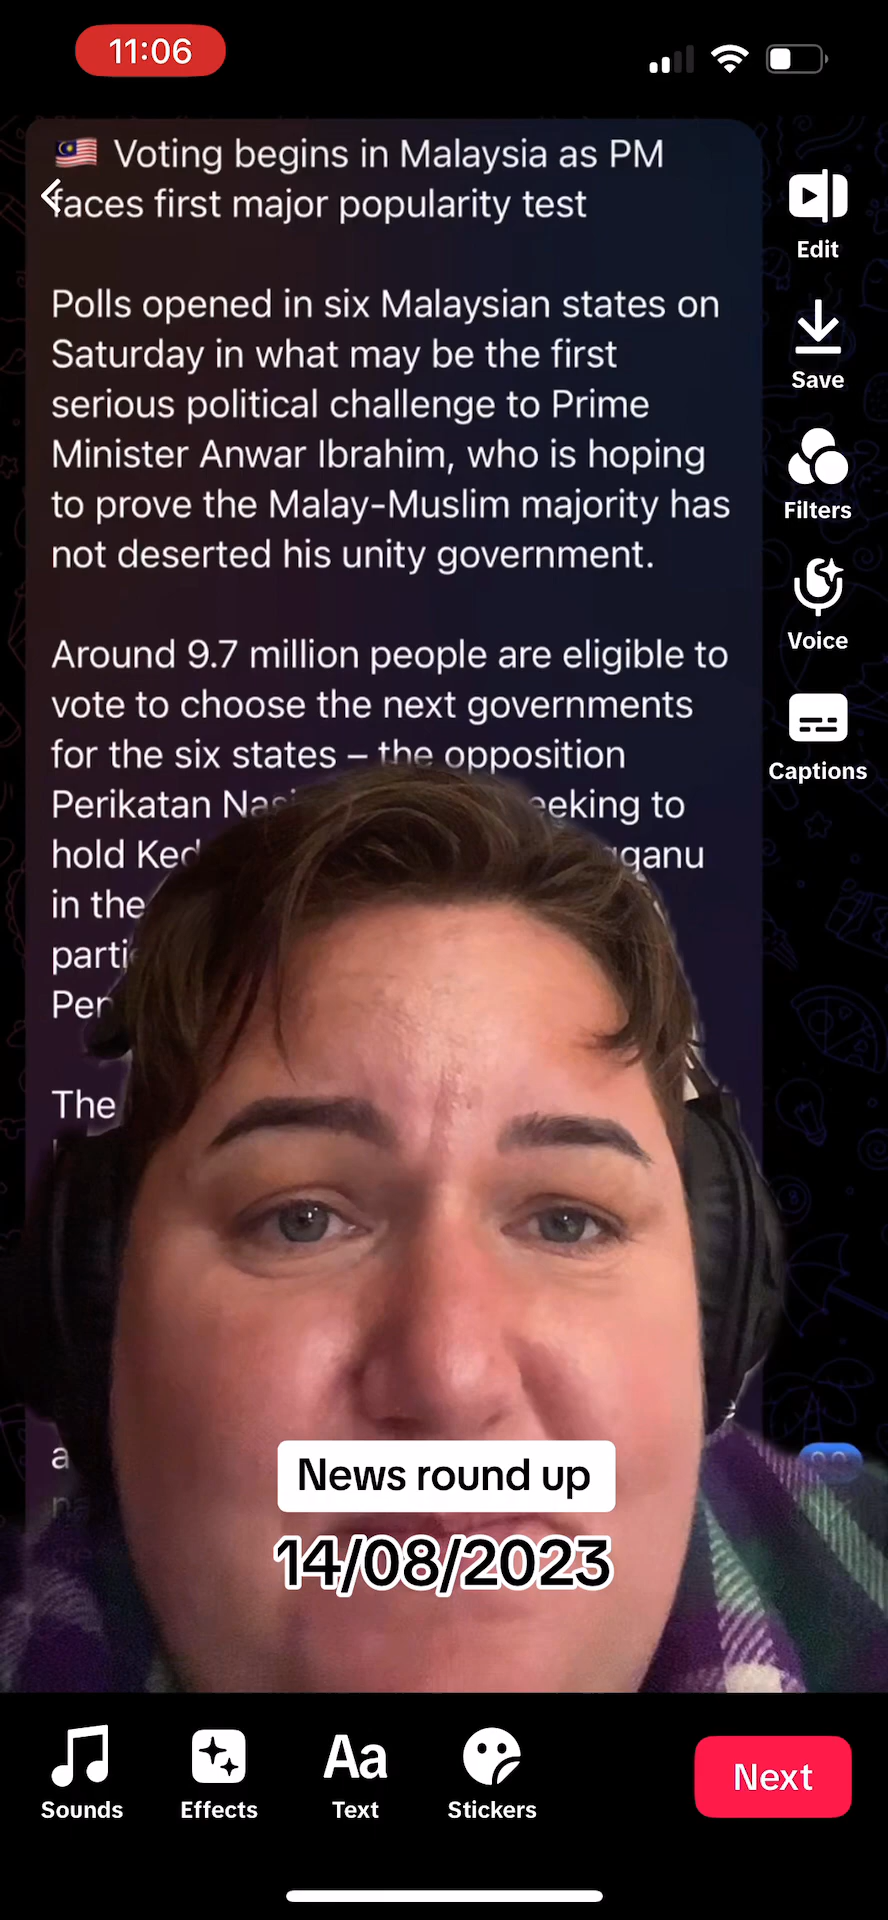 11:06
🇲🇾 Voting begins in Malaysia as PM
faces first major popularity test
Polls opened in six Malaysian states on
Saturday in what may be the first
serious political challenge to Prime
Minister Anwar Ibrahim, who is hoping
to prove the Malay-Muslim majority has
not deserted his unity government.
Around 9.7 million people are eligible to
vote to choose the next governments
for the six states – the opposition
Perikatan
hold
in the
The
a
News round up
14/08/2023
Edit
Save
Filters
Voice
Captions
Sounds
Effects
Text
Stickers
Aa
Next